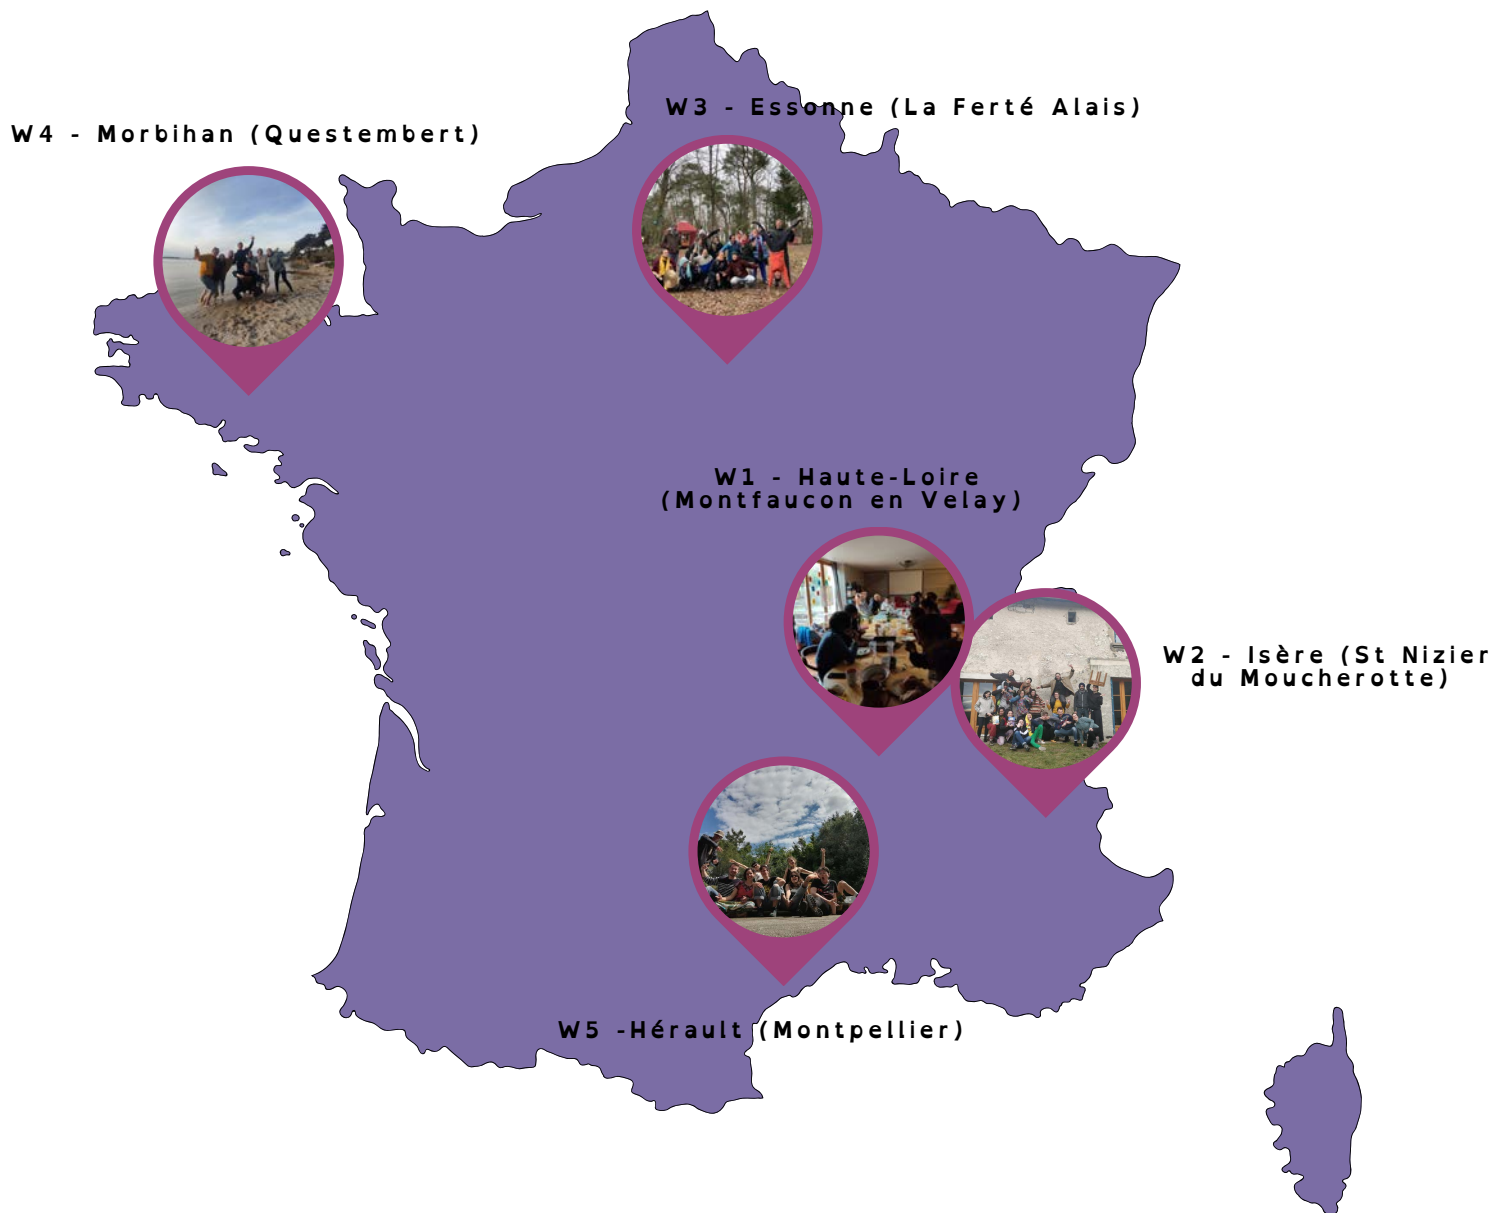 W3 - Essonne (La Ferté Alais)
W4 - Morbihan (Questembert)
W1 - Haute-Loire
(Montfaucon en Velay)
W2 - Isère (St Nizier
du Moucherotte)
W5 -Hérault (Montpellier)